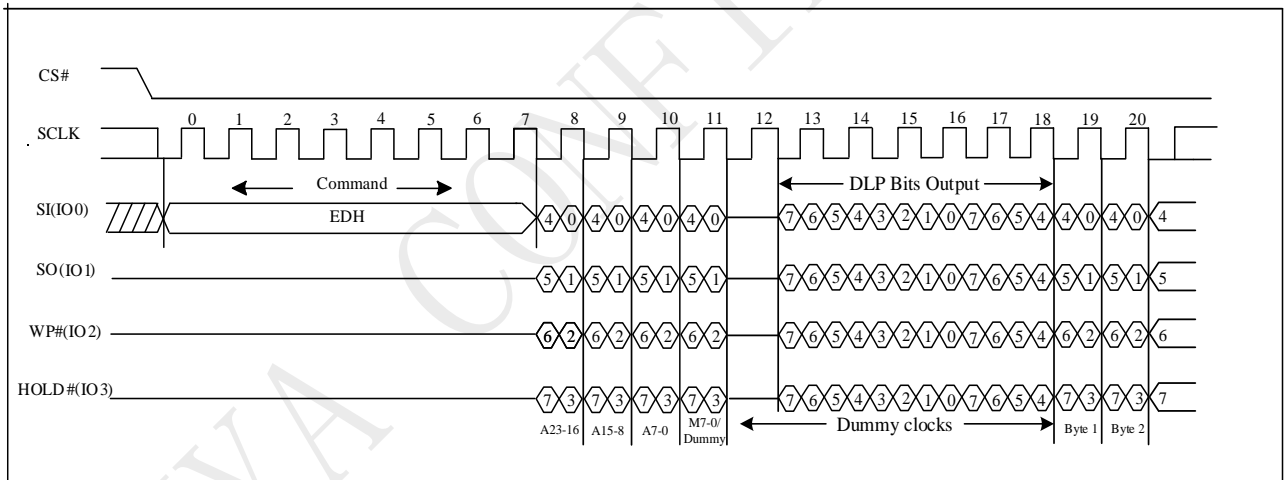 CS#
SCLK
0 1 2 3 4 5 6 7 8 9 10 11 12 13 14 15 16 17 18 19 20
Command
DLP Bits Output
SI(IO0)
EDH
4 0 4 0 4 0 4 0 7 6 5 4 3 2 1 0 7 6 5 4 4 0 4 0 4
SO(IO1)
5 1 5 1 5 1 5 1 7 6 5 4 3 2 1 0 7 6 5 4 5 1 5 1 5
WP#(IO2)
6 2 6 2 6 2 6 2 7 6 5 4 3 2 1 0 7 6 5 4 6 2 6 2 6
HOLD#(IO3)
7 3 7 3 7 3 7 3 7 6 5 4 3 2 1 0 7 6 5 4 7 3 7 3 7
A23-16 A15-8 A7-0 M7-0/
Dummy
Dummy clocks
Byte 1 Byte 2